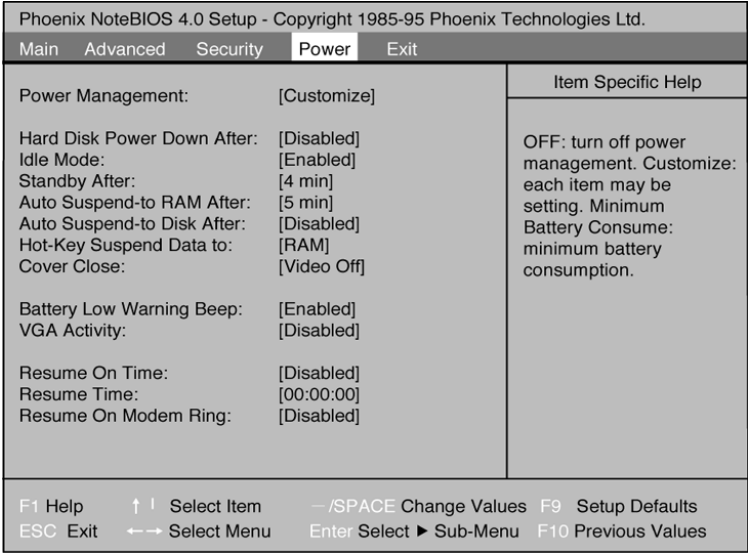 Phoenix NoteBIOS 4.0 Setup - Copyright 1985-95 Phoenix Technologies Ltd.
Main Advanced Security Power Exit
Power Management: [Customize]
Hard Disk Power Down After: [Disabled]
Idle Mode: [Enabled]
Standby After: [4 min]
Auto Suspend-to RAM After: [5 min]
Auto Suspend-to Disk After: [Disabled]
Hot-Key Suspend Data to: [RAM]
Cover Close: [Video Off]
Battery Low Warning Beep: [Enabled]
VGA Activity: [Disabled]
Resume On Time: [Disabled]
Resume Time: [00:00:00]
Resume On Modem Ring: [Disabled]
Item Specific Help
OFF: turn off power
management. Customize:
each item may be
setting. Minimum
Battery Consume:
minimum battery
consumption.
F1 Help ↑ ↓ Select Item –/SPACE Change Values F9 Setup Defaults
ESC Exit ←→ Select Menu Enter Select ▶ Sub-Menu F10 Previous Values